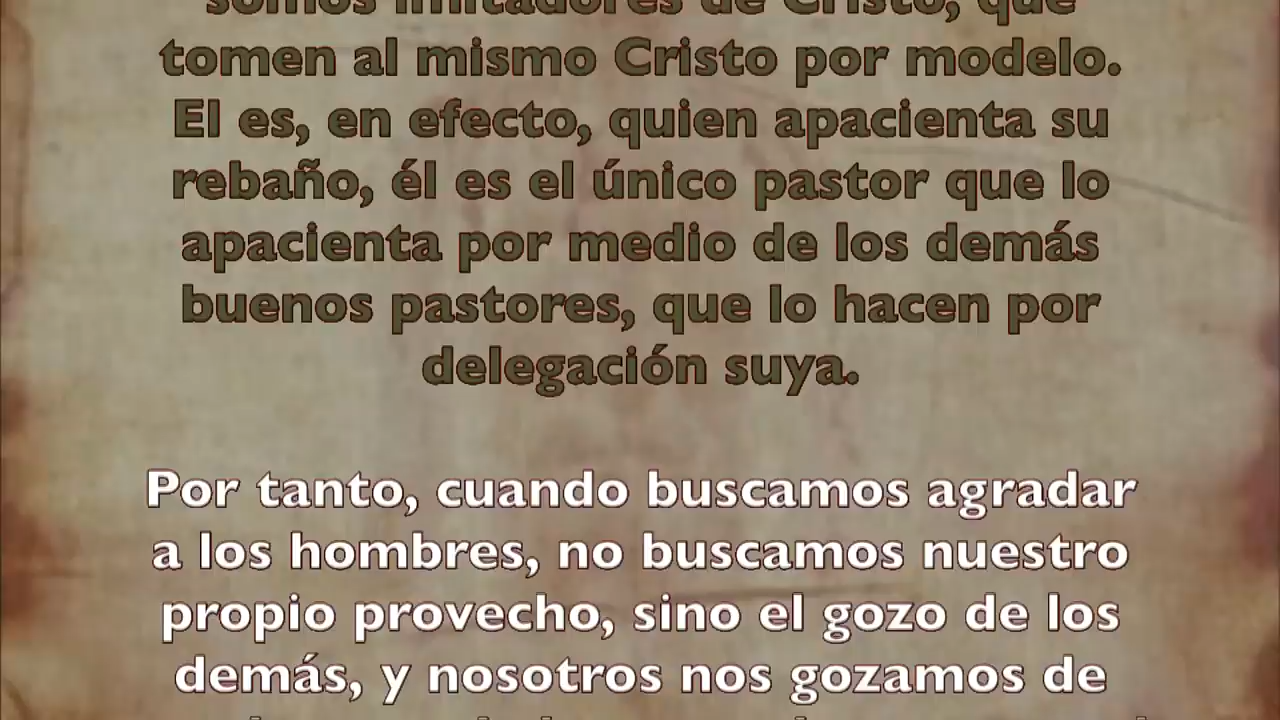 somos imitadores de Cristo, que
tomen al mismo Cristo por modelo.
El es, en efecto, quien apacienta su
rebaño, él es el único pastor que lo
apacienta por medio de los demás
buenos pastores, que lo hacen por
delegación suya.
Por tanto, cuando buscamos agradar
a los hombres, no buscamos nuestro
propio provecho, sino el gozo de los
demás, y nosotros nos gozamos de